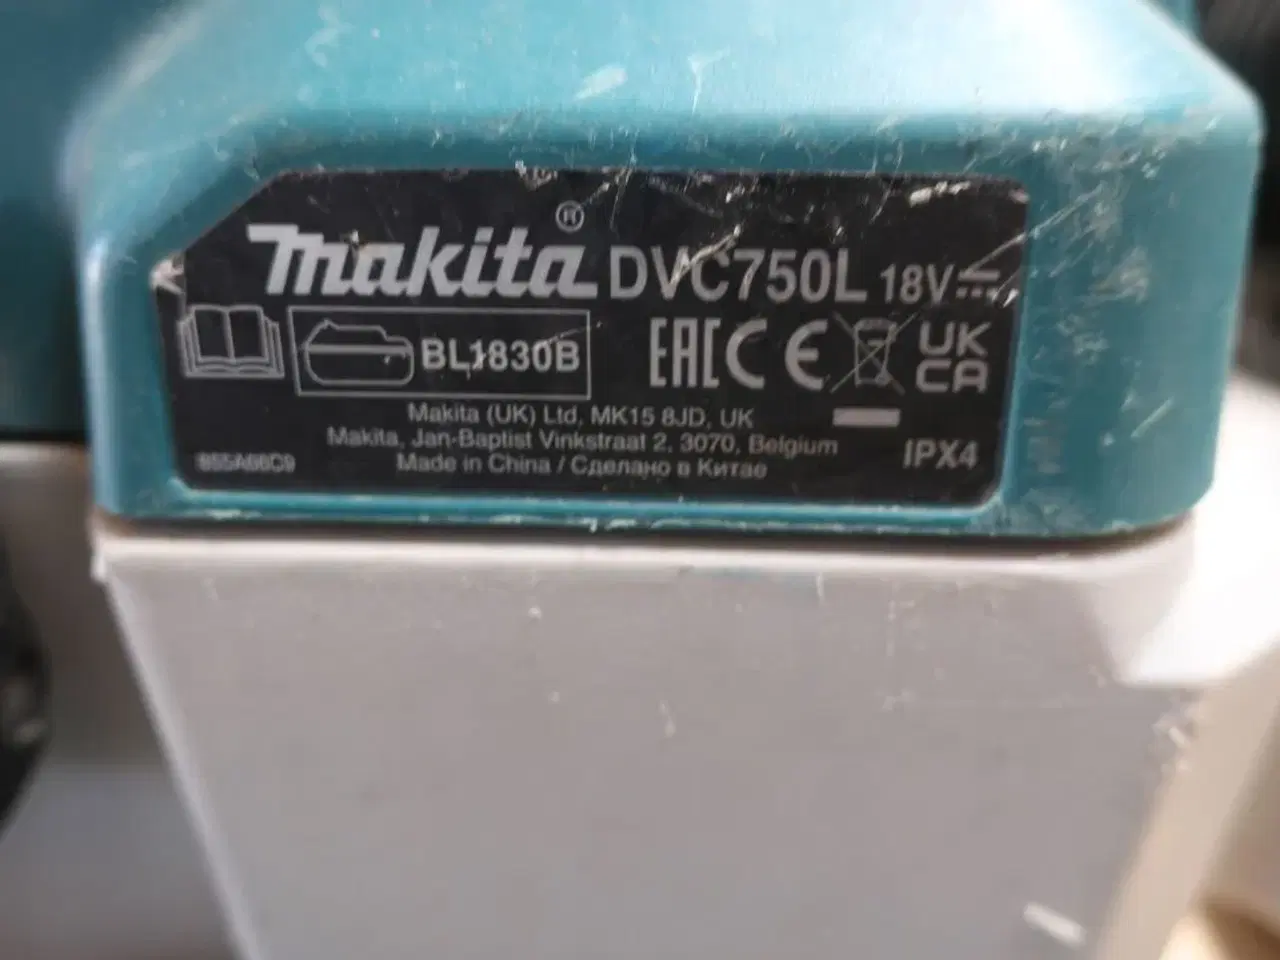 Makita® DVC750L 18V
BL1830B EAC CE UK
CA
Makita (UK) Ltd, MK15 8JD, UK
Makita, Jan-Baptist Vinkstraat 2, 3070, Belgium
Made in China / Сделано в Китае
IPX4